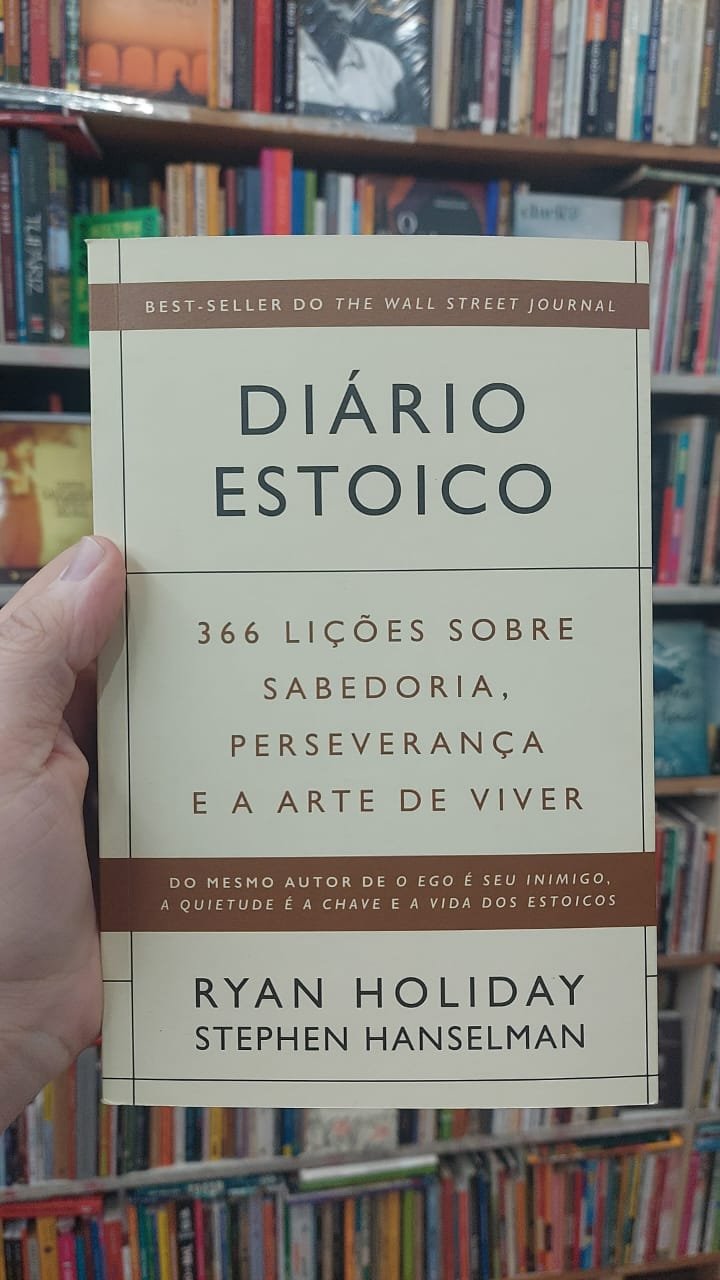 BEST-SELLER DO THE WALL STREET JOURNAL
DIÁRIO
ESTOICO
366 LIÇÕES SOBRE
SABEDORIA,
PERSEVERANÇA
E A ARTE DE VIVER
DO MESMO AUTOR DE O EGO É SEU INIMIGO,
A QUIETUDE É A CHAVE E A VIDA DOS ESTOICOS
RYAN HOLIDAY
STEPHEN HANSELMAN